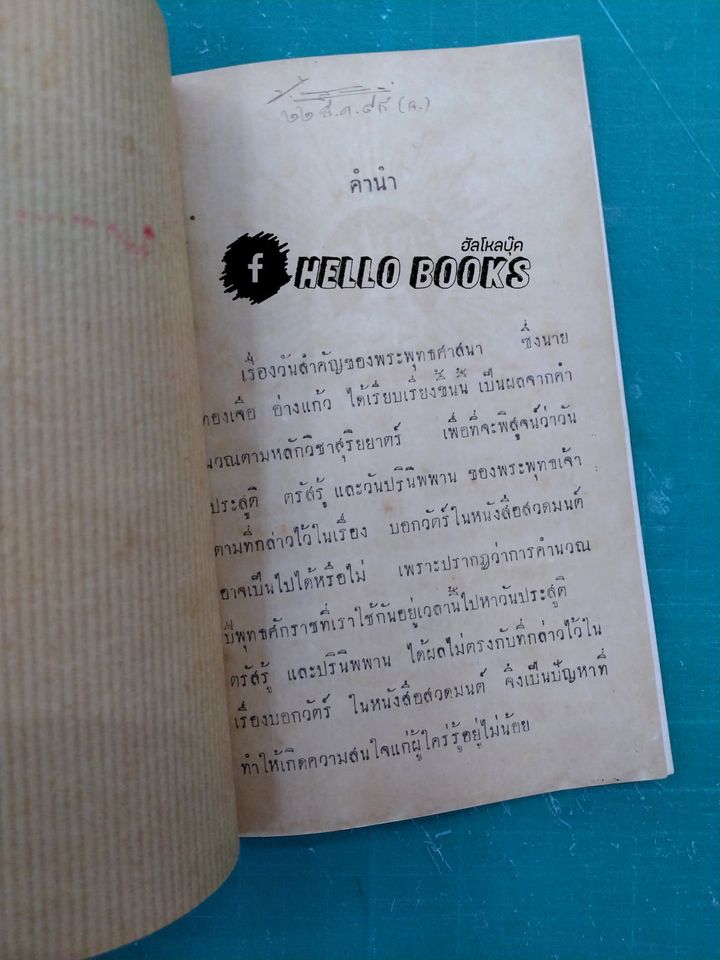 ๒๒ สี.ค.๙๕ (ค.)
คำนำ
ฮัลโหลบุ๊ค
f HELLO BOOKS
เรื่องวันสำคัญของพระพุทธศาสนา ซึ่งนาย
ทองเจือ อ่างแก้ว ได้เรียบเรียงขึ้นนี้ เป็นผลจากคำ
นวณตามหลักวิชาสุริยยาตร์ เพื่อที่จะพิสูจน์ว่าวัน
ประสูติ ตรัสรู้ และวันปรินิพพาน ของพระพุทธเจ้า
ตามที่กล่าวไว้ในเรื่อง บอกวัตร์ในหนังสือสวดมนต์
อาจเป็นไปได้หรือไม่ เพราะปรากฏว่าการคำนวณ
ปีพุทธศักราชที่เราใช้กันอยู่เวลานี้ไปหาวันประสูติ
ตรัสรู้ และปรินิพพาน ได้ผลไม่ตรงกับที่กล่าวไว้ใน
เรื่องบอกวัตร์ ในหนังสือสวดมนต์ จึงเป็นปัญหาที่
ทำให้เกิดความสนใจแก่ผู้ใคร่รู้อยู่ไม่น้อย